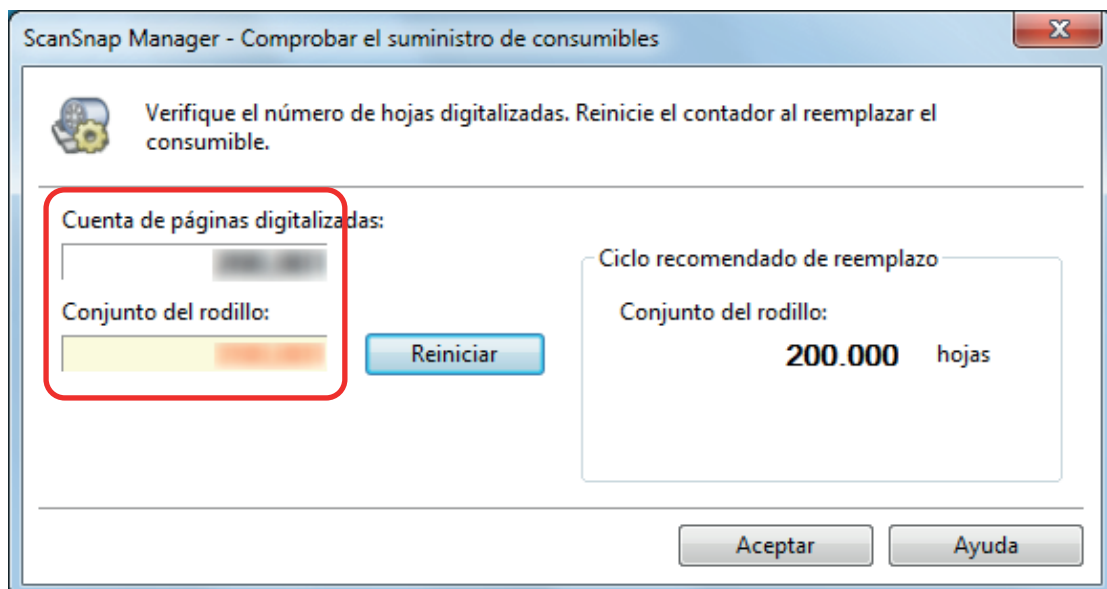 ScanSnap Manager - Comprobar el suministro de consumibles
Verifique el número de hojas digitalizadas. Reinicie el contador al reemplazar el
consumible.
Cuenta de páginas digitalizadas:
Conjunto del rodillo:
Reiniciar
Ciclo recomendado de reemplazo
Conjunto del rodillo:
200.000 hojas
Aceptar
Ayuda